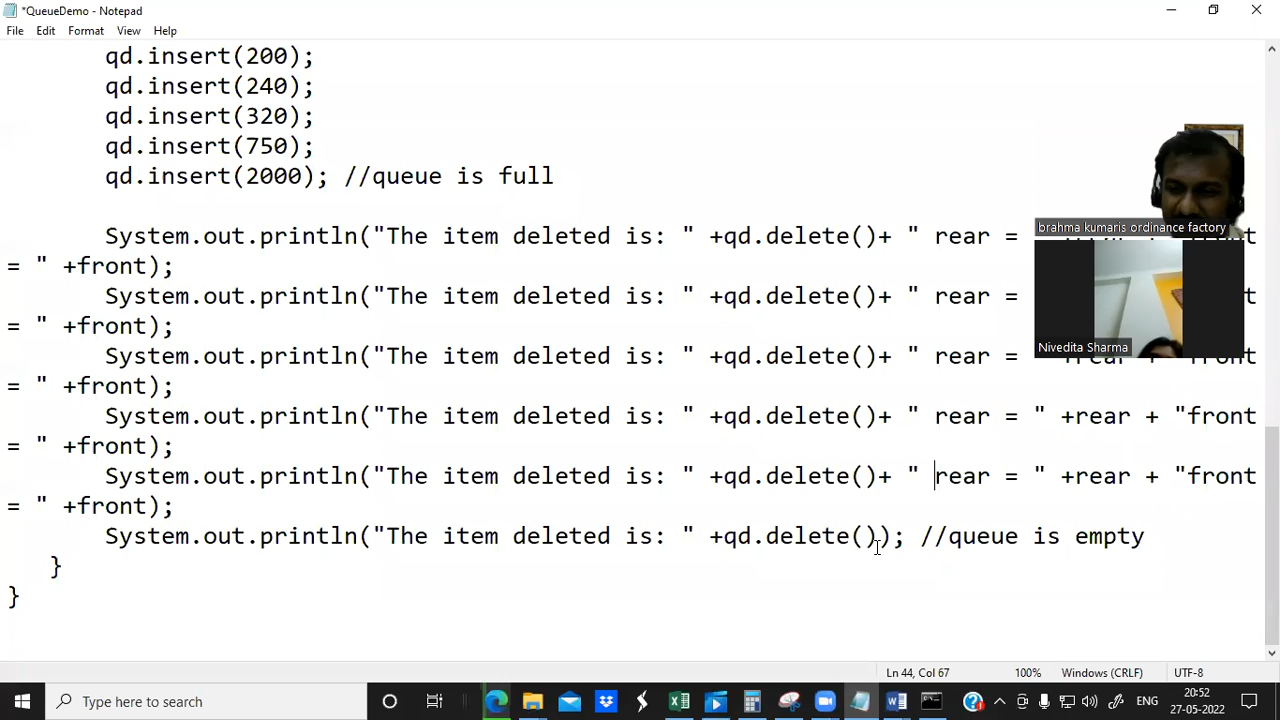 *QueueDemo - Notepad
File Edit Format View Help
qd.insert(200);
qd.insert(240);
qd.insert(320);
qd.insert(750);
qd.insert(2000); //queue is full
System.out.println("The item deleted is: " +qd.delete()+ " rear =
= " +front);
System.out.println("The item deleted is: " +qd.delete()+ " rear =
= " +front);
System.out.println("The item deleted is: " +qd.delete()+ " rear =
= " +front);
System.out.println("The item deleted is: " +qd.delete()+ " rear = " +rear + "front
= " +front);
System.out.println("The item deleted is: " +qd.delete()+ " rear = " +rear + "front
= " +front);
System.out.println("The item deleted is: " +qd.delete()); //queue is empty
}
}
brahma kumaris ordinance factory
Nivedita Sharma
Ln 44, Col 67 100% Windows (CRLF) UTF-8
Type here to search
ENG
20:52
27-05-2022